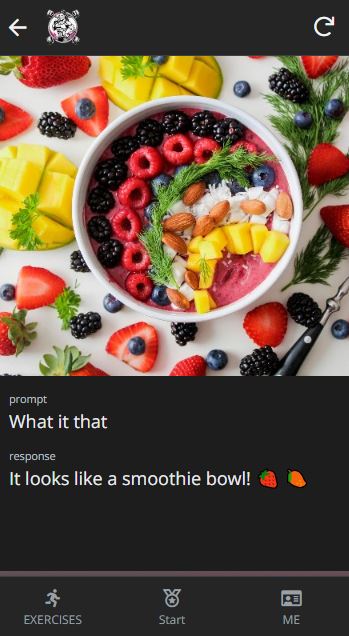 prompt
What it that
response
It looks like a smoothie bowl! 🍓 🥭
EXERCISES
Start
ME